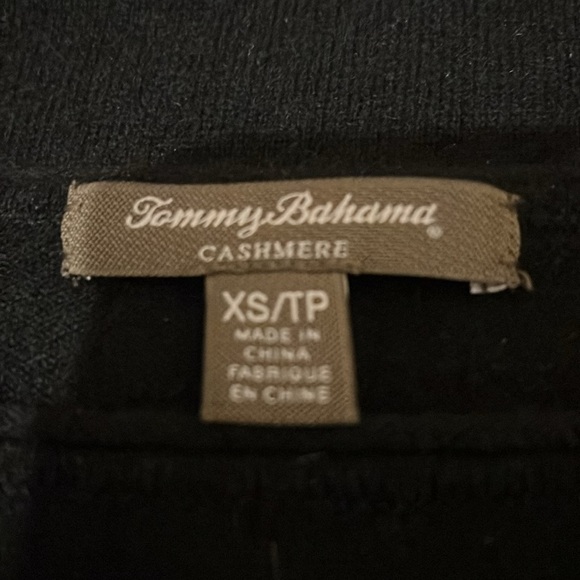 Tommy Bahama®
CASHMERE
XS/TP
MADE IN
CHINA
FABRIQUE
EN CHINE